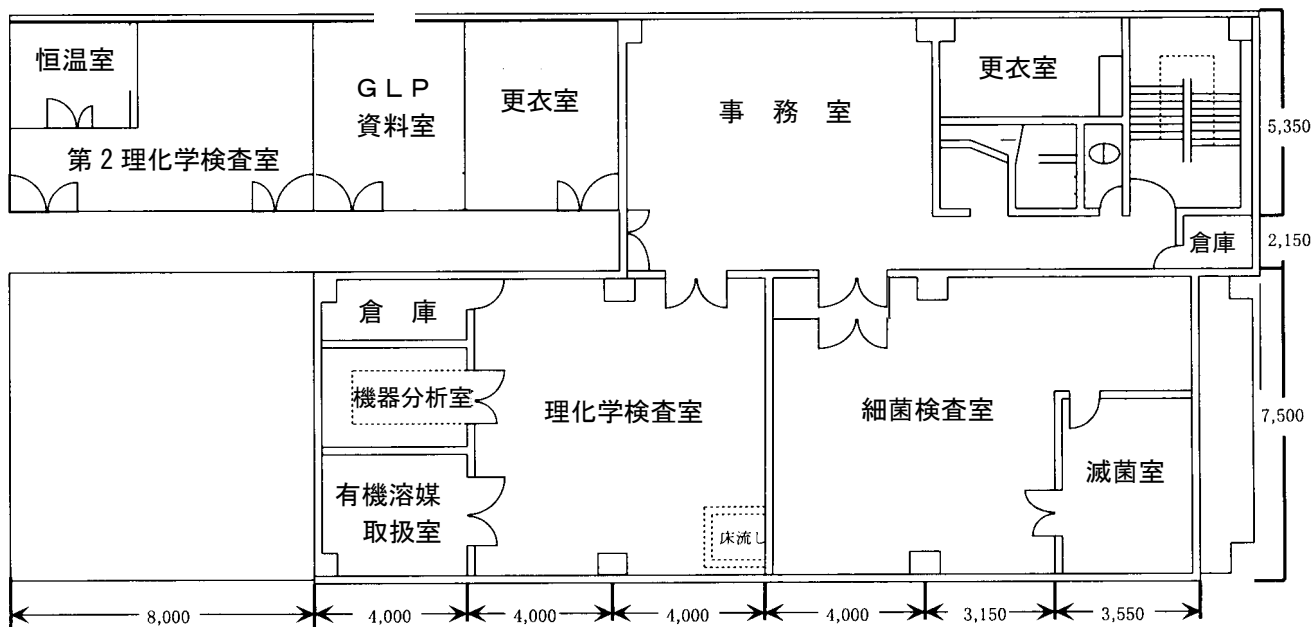 恒温室
ＧＬＰ
資料室
更衣室
事　務　室
更衣室
5,350
第２理化学検査室
倉庫
2,150
倉　庫
機器分析室
理化学検査室
細菌検査室
7,500
滅菌室
有機溶媒
取扱室
床流し
8,000
4,000
4,000
4,000
4,000
3,150
3,550